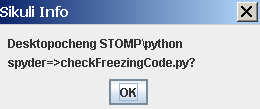 Sikuli Info
Desktopocheng STOMP\python
spyder=>checkFreezingCode.py?
OK